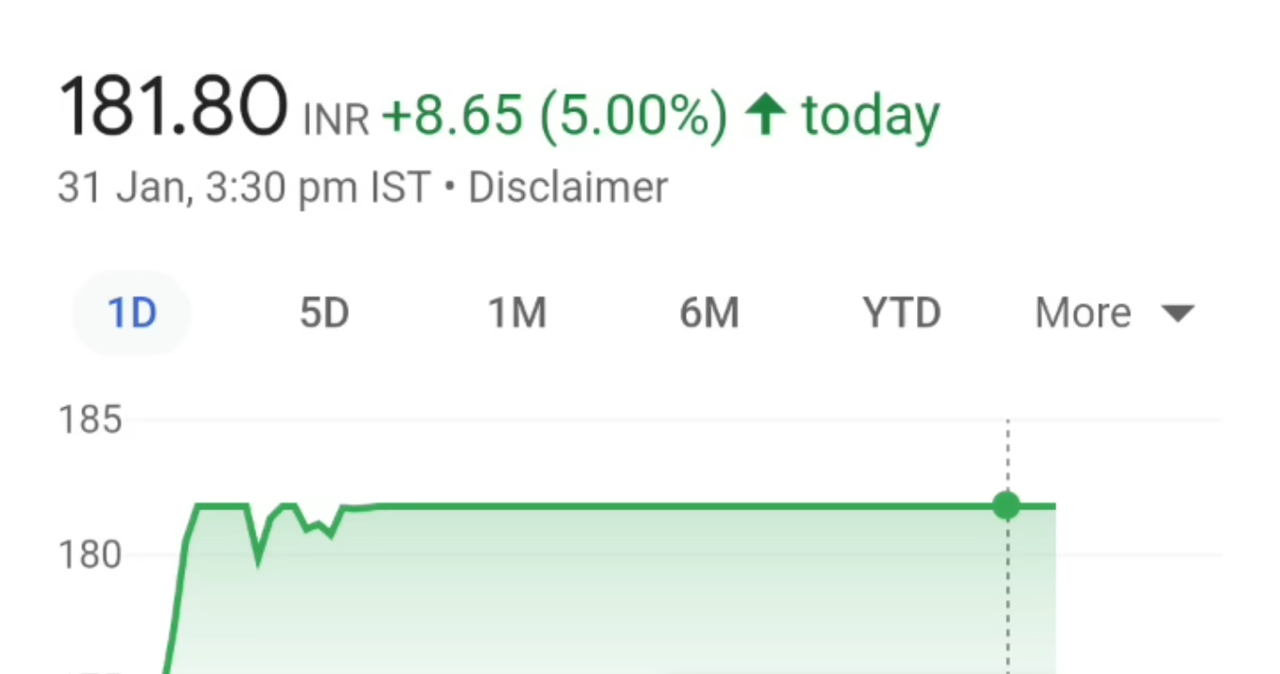 181.80 INR +8.65 (5.00%) ↑ today
31 Jan, 3:30 pm IST • Disclaimer
1D 5D 1M 6M YTD More
185
180